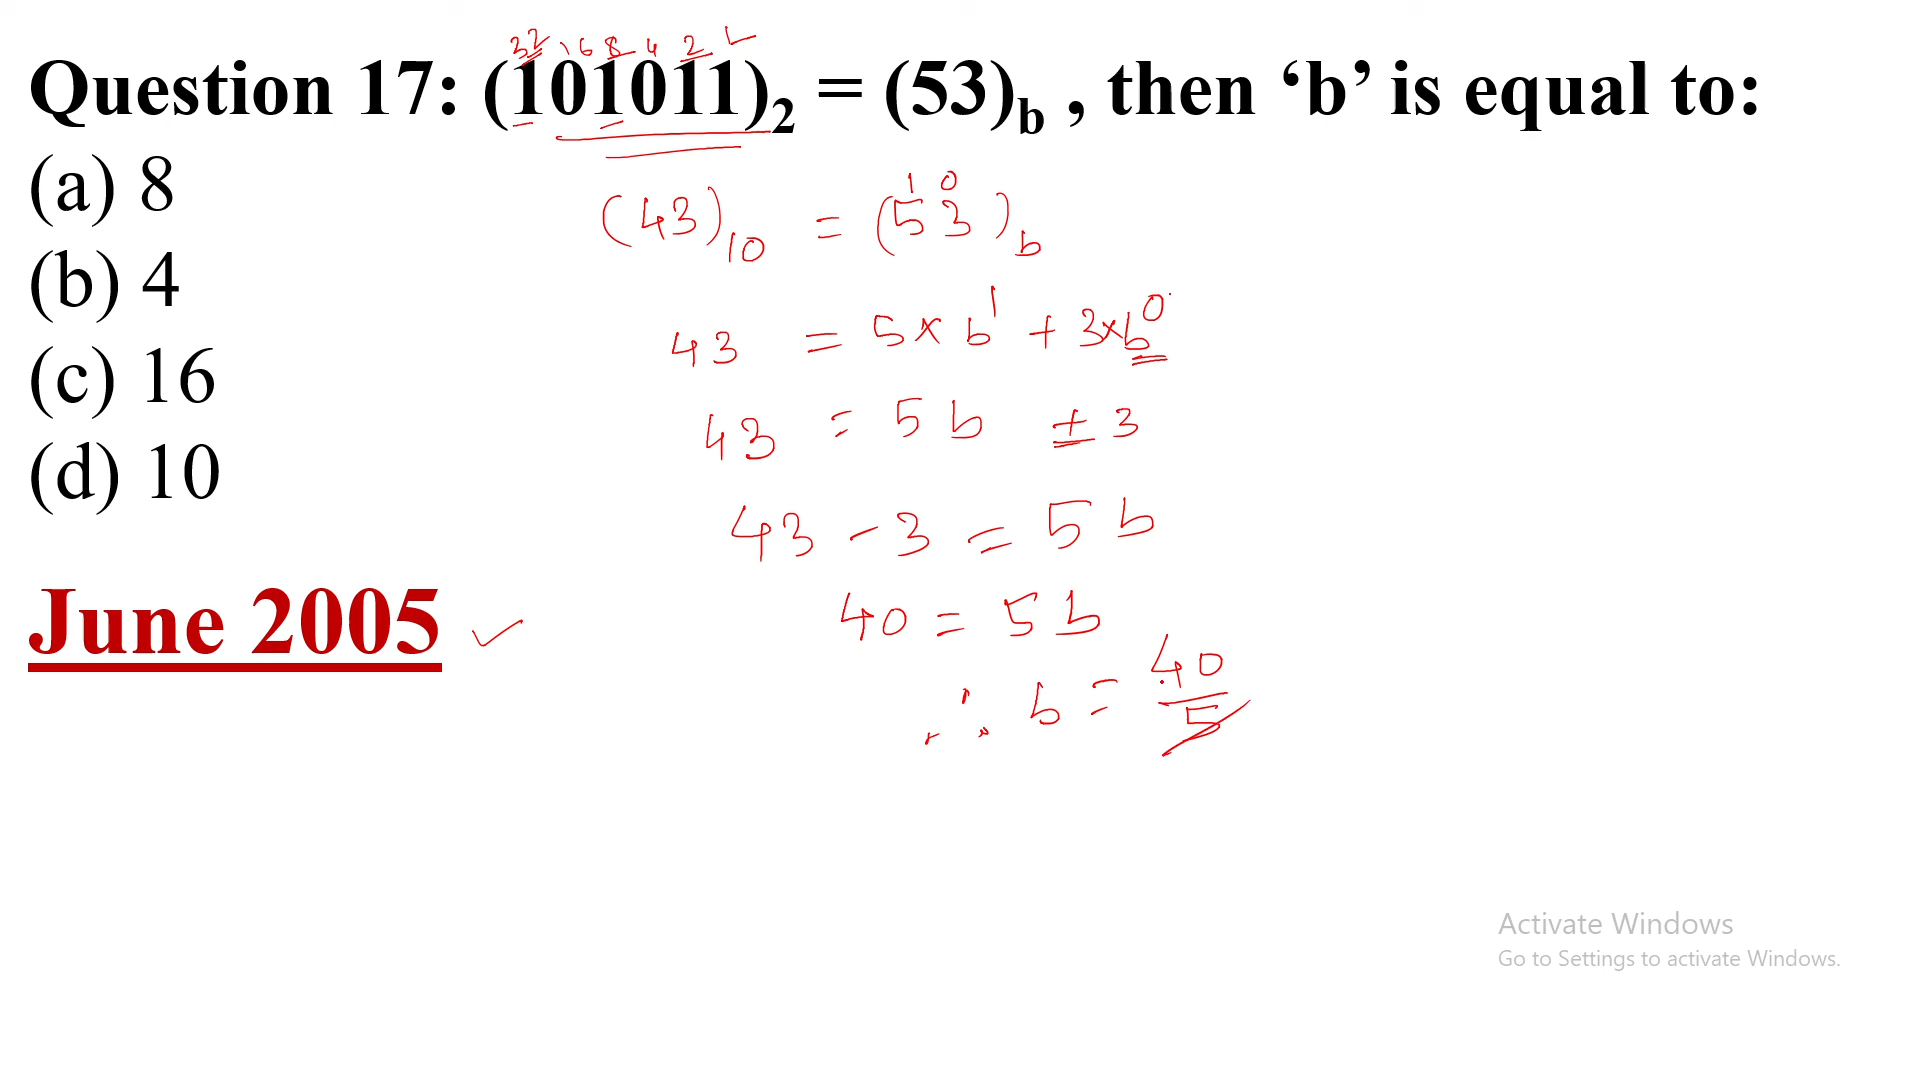 32 16 8 4 2 1
Question 17: (101011)2 = (53)b , then ‘b’ is equal to:
(a) 8
(b) 4
(c) 16
(d) 10
June 2005
1 0
(43)10 = (53)b
43 = 5 × b1 + 3×b0
43 = 5b + 3
43 - 3 = 5b
40 = 5b
∴ b = 40/5
Activate Windows
Go to Settings to activate Windows.